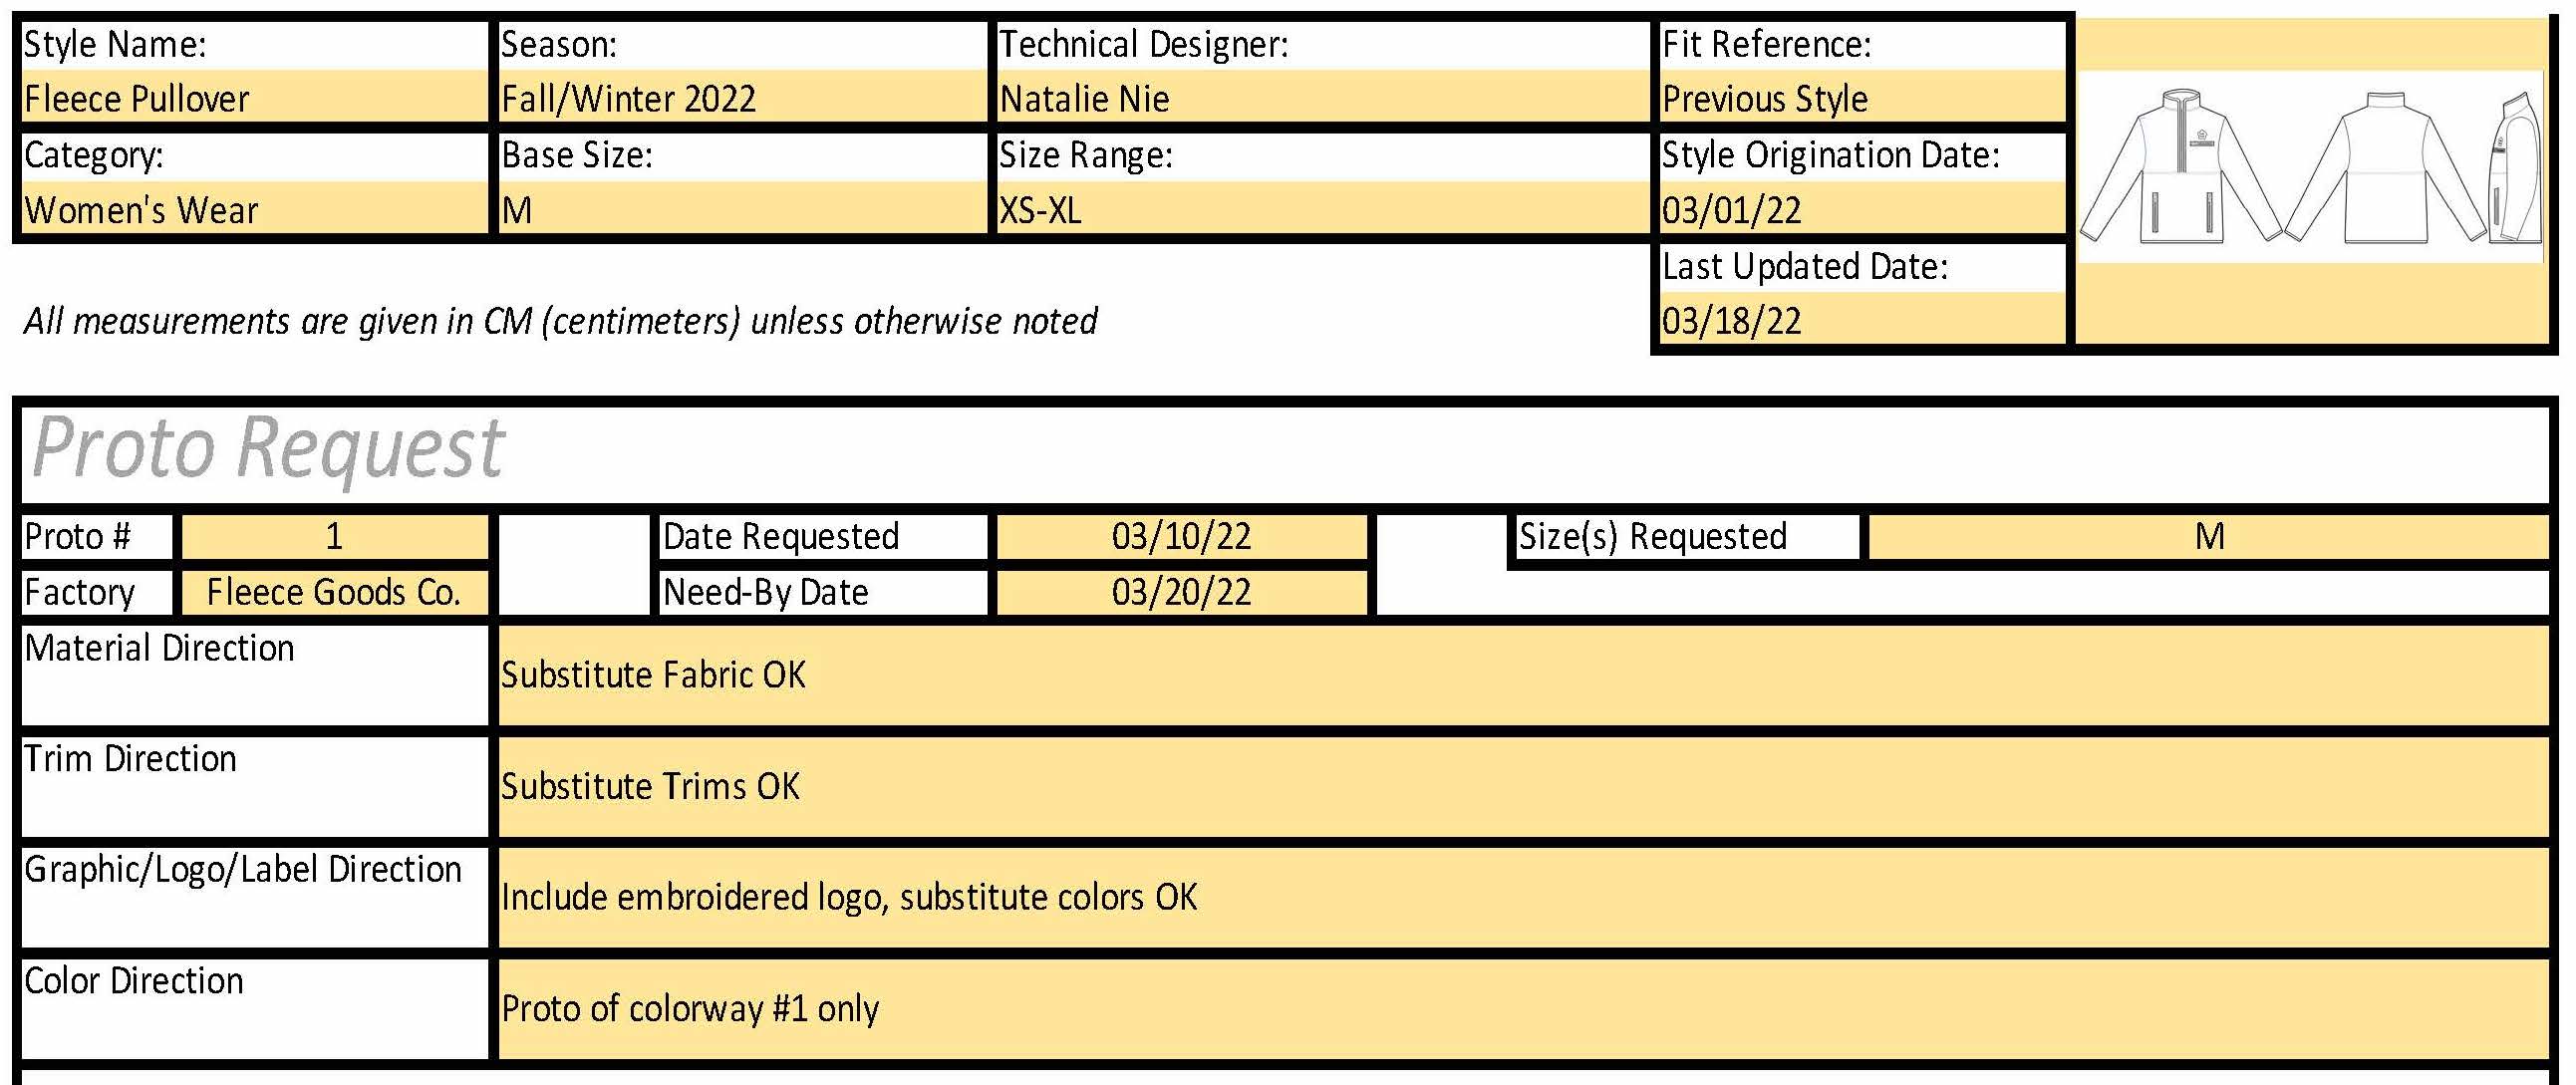 Style Name:
Season:
Technical Designer:
Fit Reference:
Fleece Pullover
Fall/Winter 2022
Natalie Nie
Previous Style
Category:
Base Size:
Size Range:
Style Origination Date:
Women's Wear
M
XS-XL
03/01/22
Last Updated Date:
All measurements are given in CM (centimeters) unless otherwise noted
03/18/22
Proto Request
Proto #
1
Date Requested
03/10/22
Size(s) Requested
M
Factory
Fleece Goods Co.
Need-By Date
03/20/22
Material Direction
Substitute Fabric OK
Trim Direction
Substitute Trims OK
Graphic/Logo/Label Direction
Include embroidered logo, substitute colors OK
Color Direction
Proto of colorway #1 only